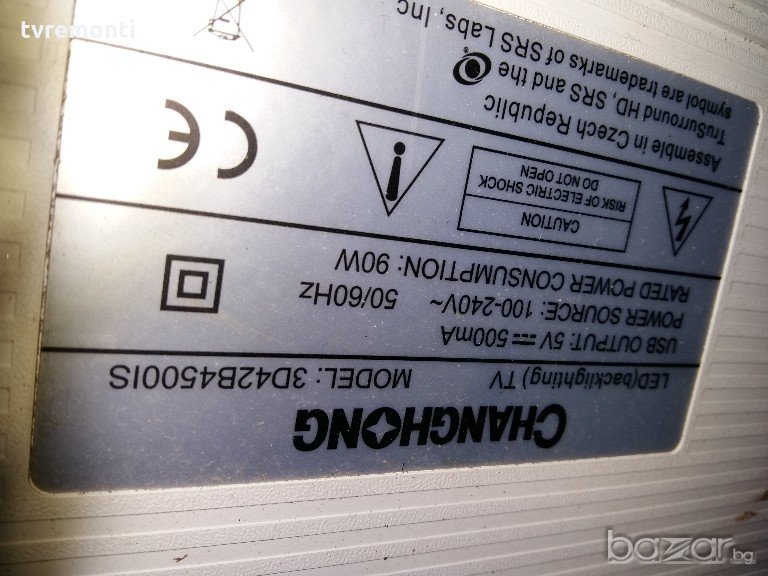 CHANGHONG
LED(backlighting) TV MODEL: 3D42B4500IS
USB OUTPUT: 5V 500mA
POWER SOURCE: 100-240V~ 50/60Hz
RATED POWER CONSUMPTION: 90W
CAUTION
RISK OF ELECTRIC SHOCK
DO NOT OPEN
CE
Assemble in Czech Republic
TruSurround HD, SRS and the
symbol are trademarks of SRS Labs, Inc
tvremonti
bazar.bg